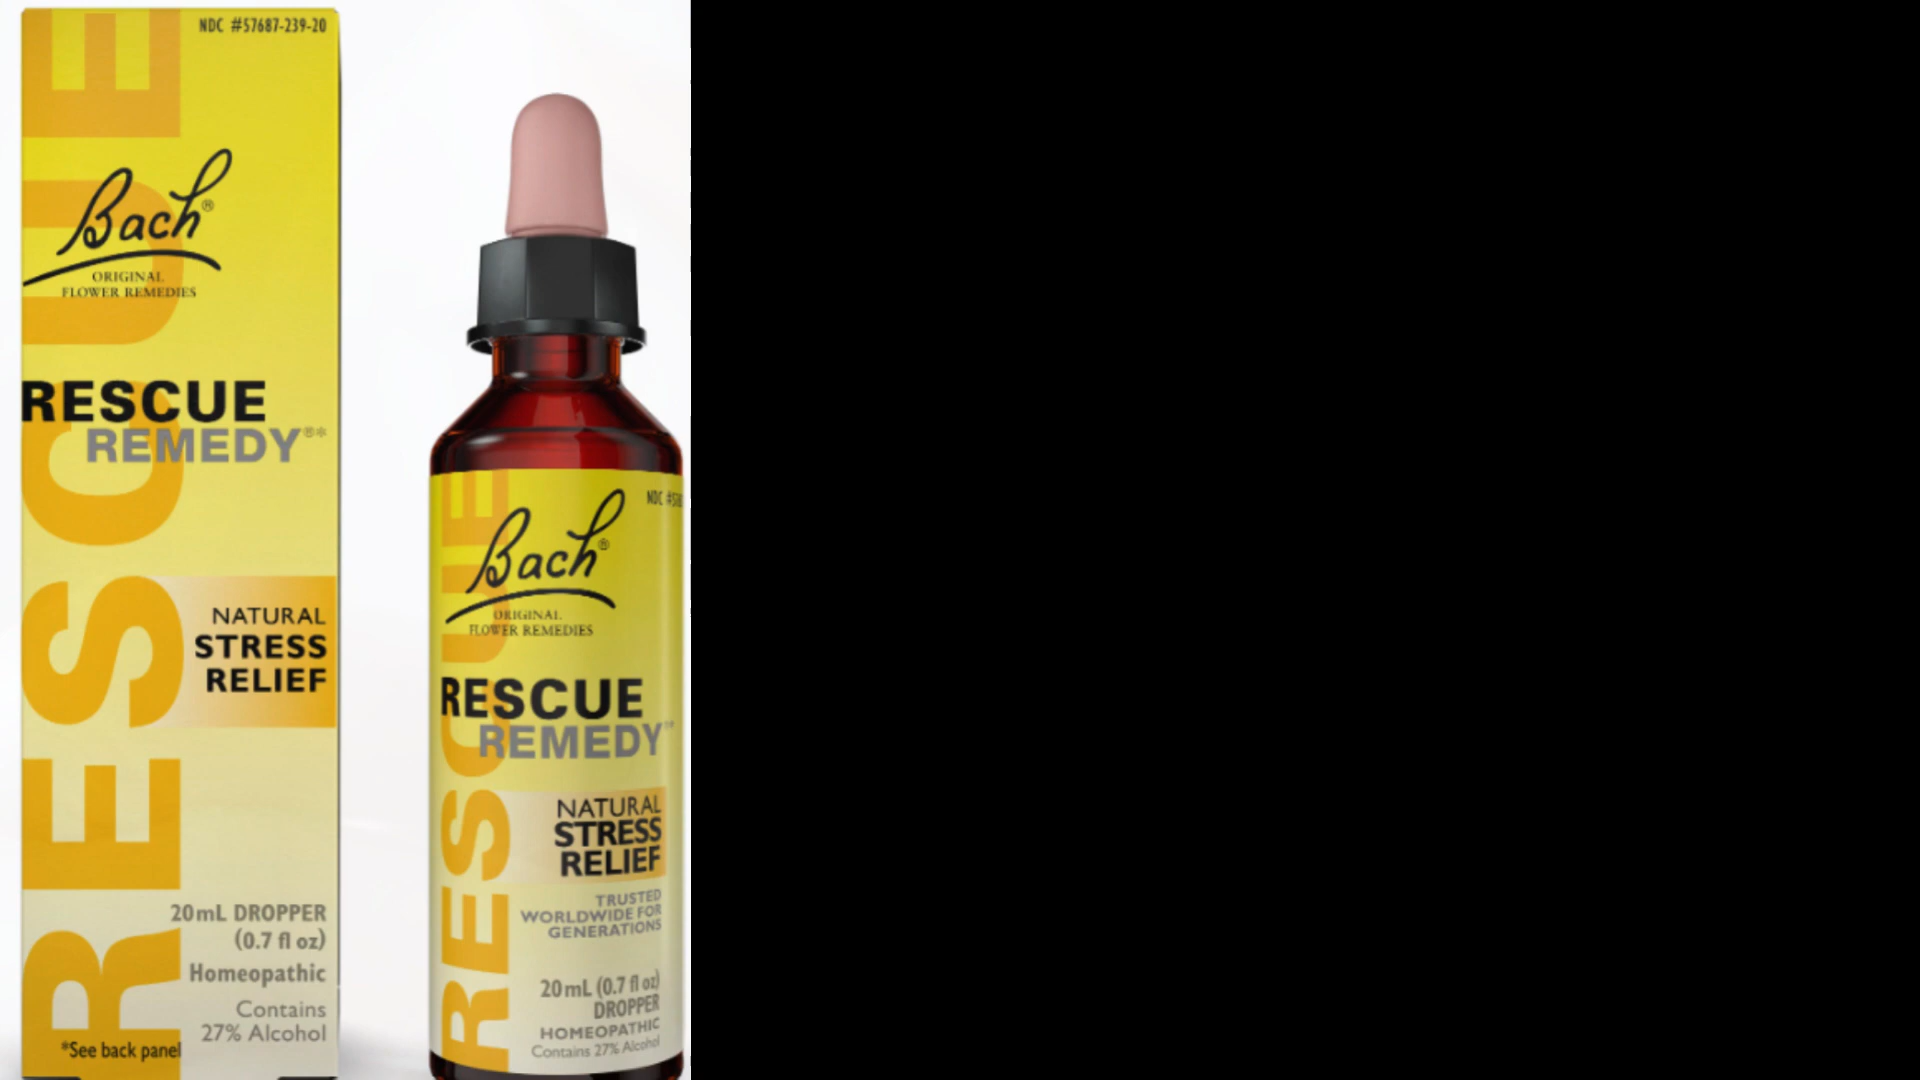 NDC #57687-239-20
Bach®
ORIGINAL
FLOWER REMEDIES
RESCUE
REMEDY®*
NATURAL
STRESS
RELIEF
20mL DROPPER
(0.7 fl oz)
Homeopathic
Contains
27% Alcohol
*See back panel
RESCUE
NDC
Bach®
ORIGINAL
FLOWER REMEDIES
RESCUE
REMEDY
NATURAL
STRESS
RELIEF
TRUSTED
WORLDWIDE FOR
GENERATIONS
20mL (0.7 fl oz)
DROPPER
HOMEOPATHIC
Contains 27% Alcohol
RESCUE